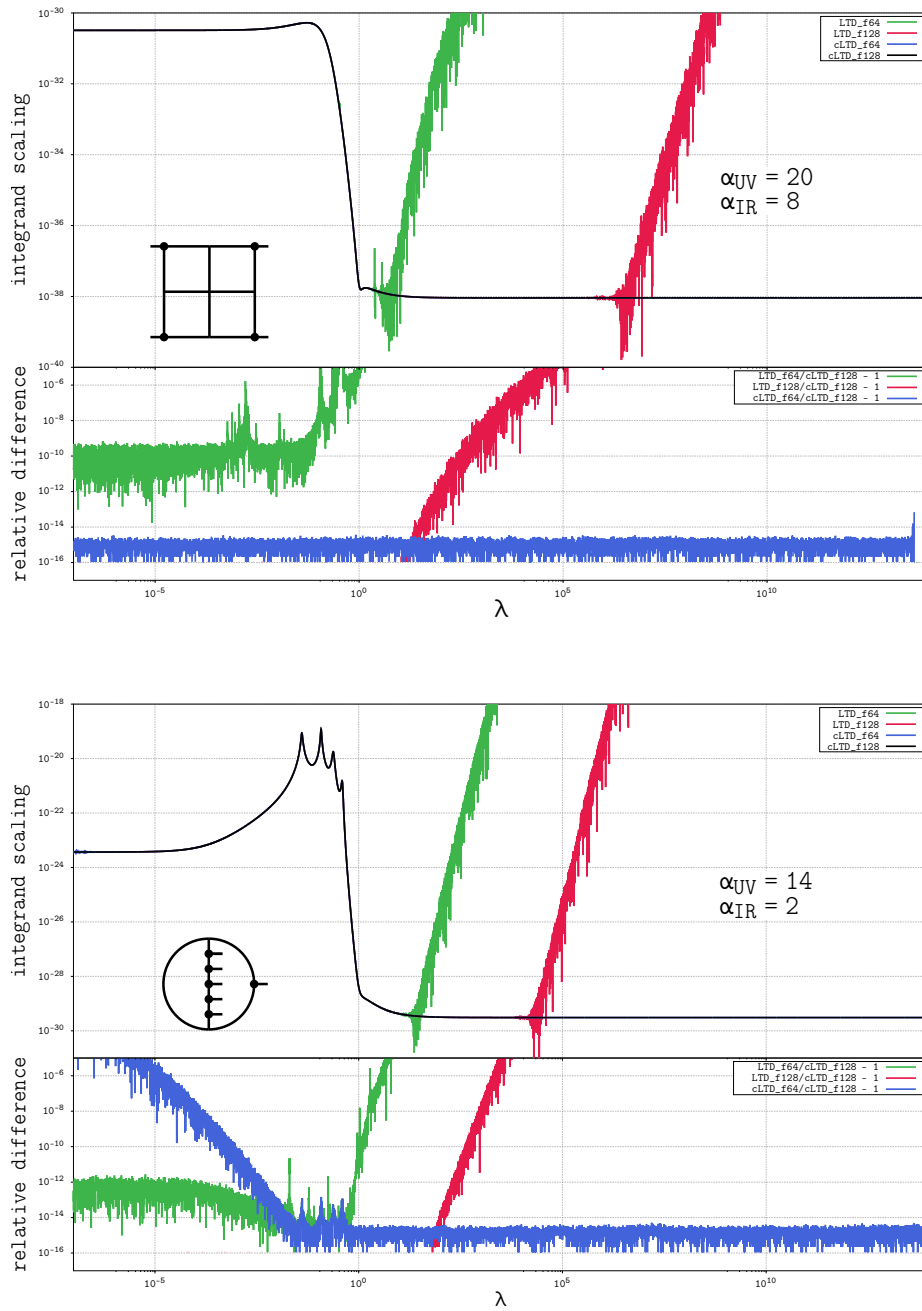 10^-30
10^-32
10^-34
10^-36
10^-38
10^-40
integrand scaling
LTD_f64
LTD_f128
cLTD_f64
cLTD_f128
α_UV = 20
α_IR = 8
10^-6
10^-8
10^-10
10^-12
10^-14
10^-16
relative difference
LTD_f64/cLTD_f128 - 1
LTD_f128/cLTD_f128 - 1
cLTD_f64/cLTD_f128 - 1
10^-5 10^0 10^5 10^10
λ
10^-18
10^-20
10^-22
10^-24
10^-26
10^-28
10^-30
integrand scaling
LTD_f64
LTD_f128
cLTD_f64
cLTD_f128
α_UV = 14
α_IR = 2
10^-6
10^-8
10^-10
10^-12
10^-14
10^-16
relative difference
LTD_f64/cLTD_f128 - 1
LTD_f128/cLTD_f128 - 1
cLTD_f64/cLTD_f128 - 1
10^-5 10^0 10^5 10^10
λ